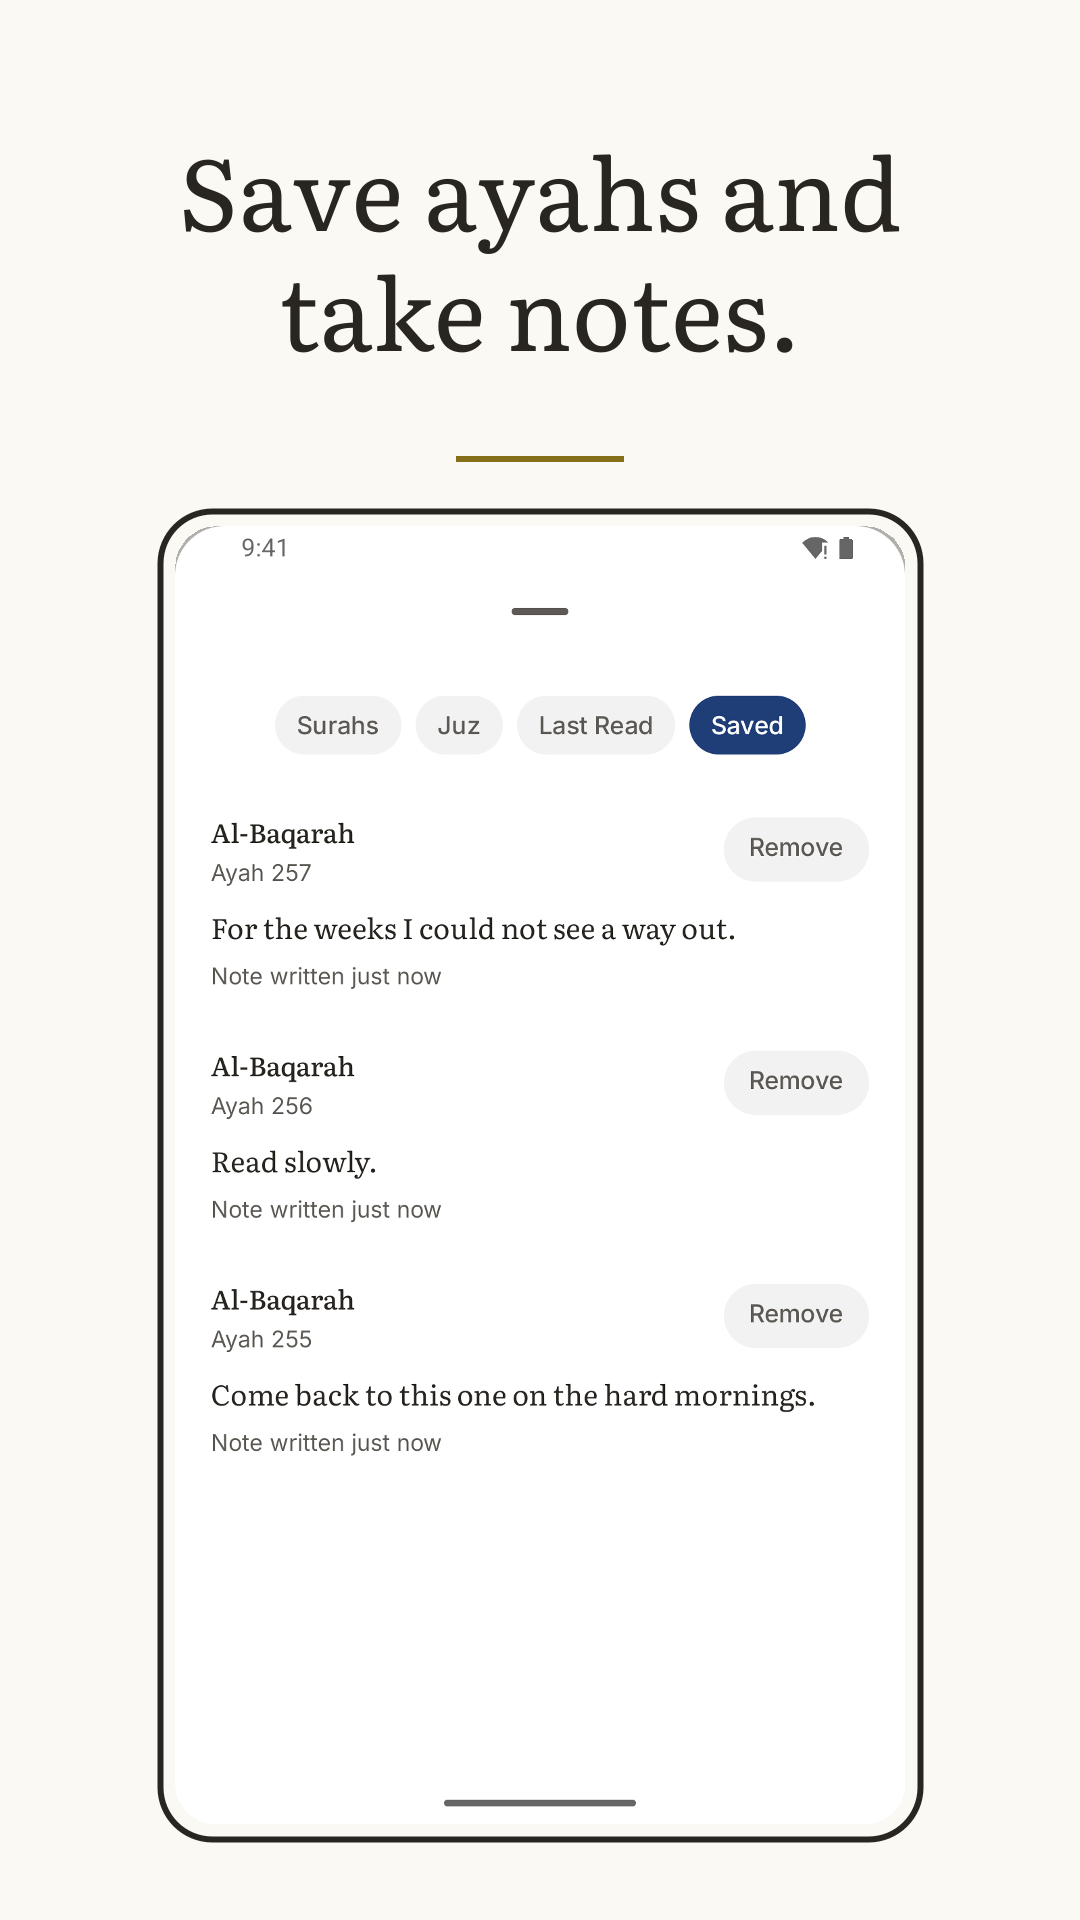 Save ayahs and
take notes.
9:41
Surahs Juz Last Read Saved
Al-Baqarah
Remove
Ayah 257
For the weeks I could not see a way out.
Note written just now
Al-Baqarah
Remove
Ayah 256
Read slowly.
Note written just now
Al-Baqarah
Remove
Ayah 255
Come back to this one on the hard mornings.
Note written just now